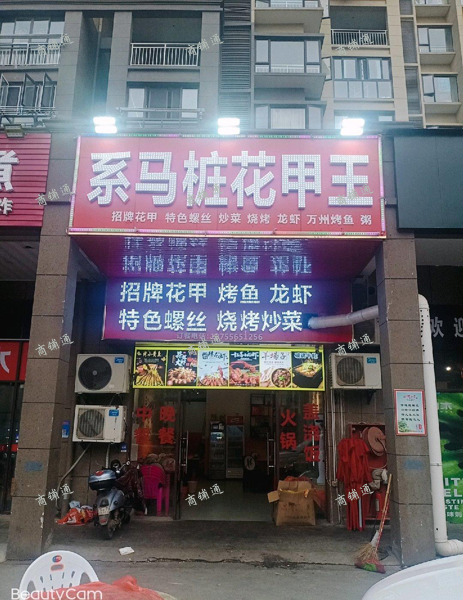 系马桩花甲王
招牌花甲 特色螺丝 炒菜 烧烤 龙虾 万州烤鱼 粥
招牌花甲 烤鱼 龙虾
特色螺丝 烧烤炒菜
晚餐
火锅
欢迎
商铺通
BeautyCam